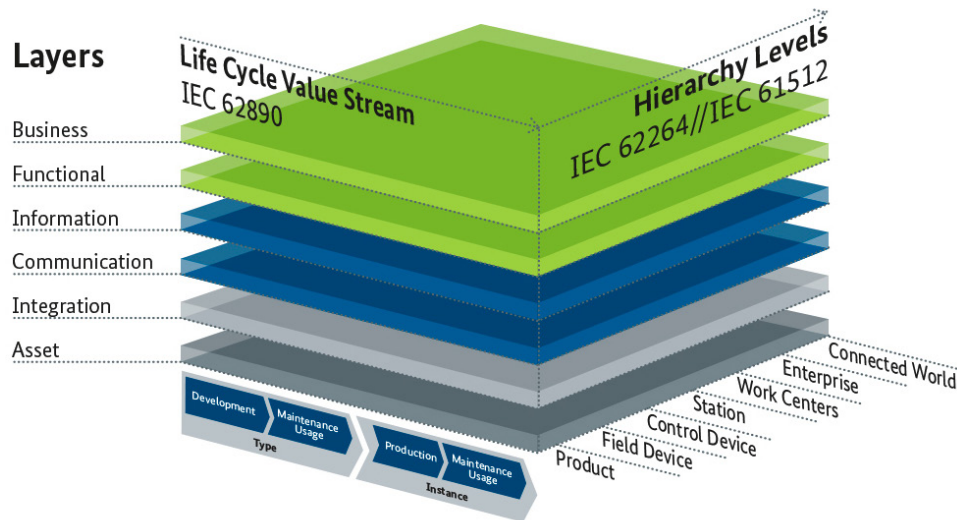 Layers
Life Cycle Value Stream
IEC 62890
Hierarchy Levels
IEC 62264//IEC 61512
Business
Functional
Information
Communication
Integration
Asset
Development
Maintenance
Usage
Type
Production
Maintenance
Usage
Instance
Product
Field Device
Control Device
Station
Work Centers
Enterprise
Connected World